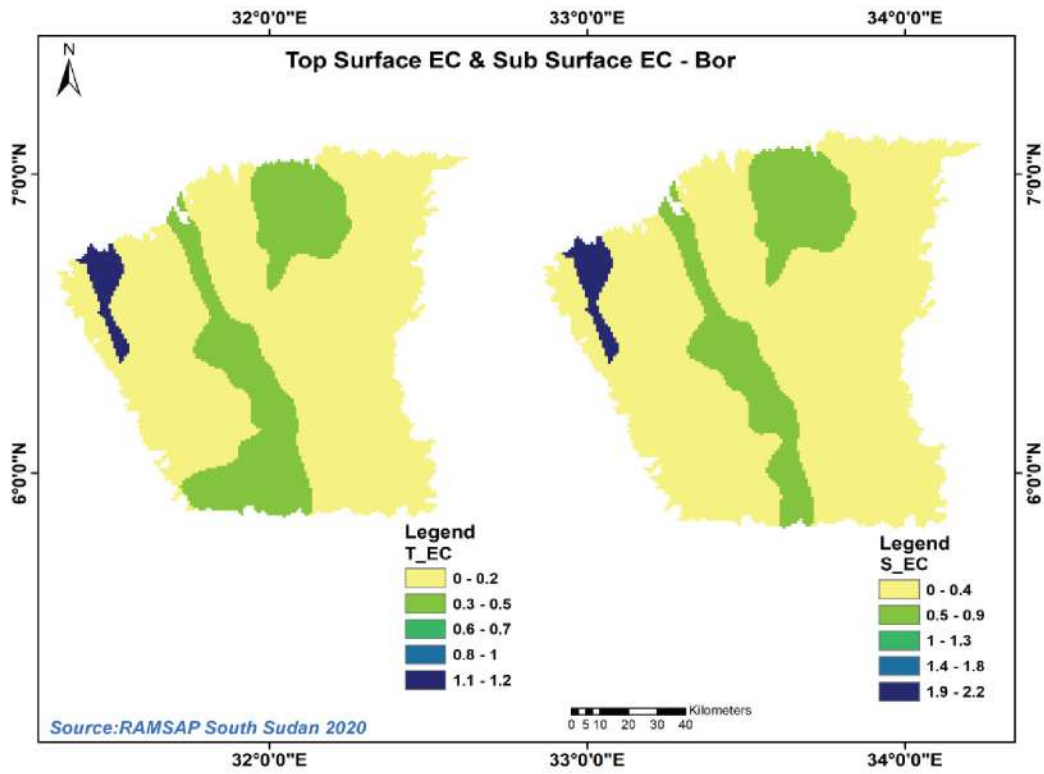 32°0'0"E 33°0'0"E 34°0'0"E
N
Top Surface EC & Sub Surface EC - Bor
7°0'0"N
7°0'0"N
6°0'0"N
6°0'0"N
Legend
T_EC
0 - 0.2
0.3 - 0.5
0.6 - 0.7
0.8 - 1
1.1 - 1.2
Legend
S_EC
0 - 0.4
0.5 - 0.9
1 - 1.3
1.4 - 1.8
1.9 - 2.2
Kilometers
0 5 10 20 30 40
Source:RAMSAP South Sudan 2020
32°0'0"E 33°0'0"E 34°0'0"E